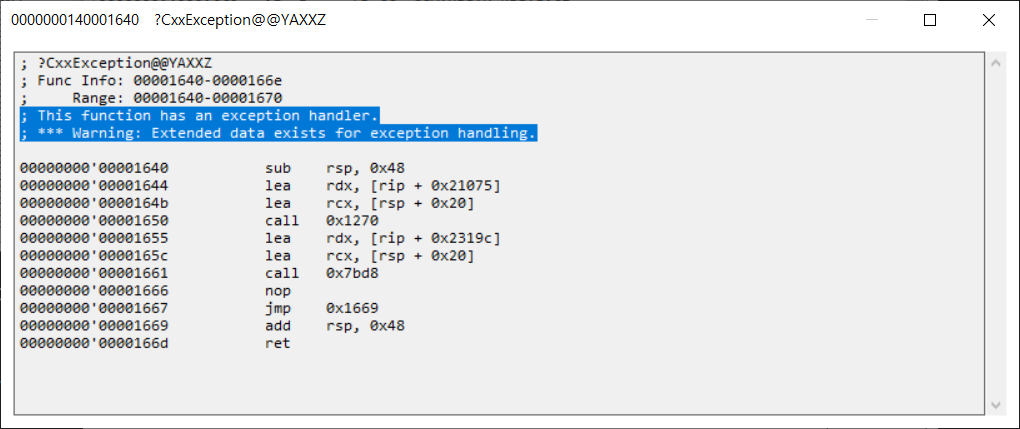 0000000140001640 ?CxxException@@YAXXZ
; ?CxxException@@YAXXZ
; Func Info: 00001640-0000166e
;     Range: 00001640-00001670
; This function has an exception handler.
; *** Warning: Extended data exists for exception handling.
00000000'00001640 sub rsp, 0x48
00000000'00001644 lea rdx, [rip + 0x21075]
00000000'0000164b lea rcx, [rsp + 0x20]
00000000'00001650 call 0x1270
00000000'00001655 lea rdx, [rip + 0x2319c]
00000000'0000165c lea rcx, [rsp + 0x20]
00000000'00001661 call 0x7bd8
00000000'00001666 nop
00000000'00001667 jmp 0x1669
00000000'00001669 add rsp, 0x48
00000000'0000166d ret